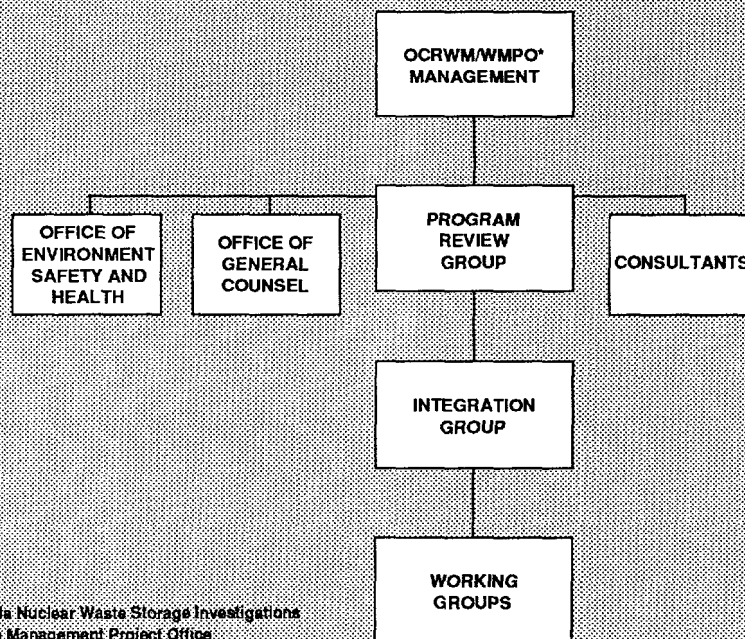 OCRWM/WMPO*
MANAGEMENT
PROGRAM
REVIEW
GROUP
OFFICE OF
ENVIRONMENT
SAFETY AND
HEALTH
OFFICE OF
GENERAL
COUNSEL
CONSULTANTS
INTEGRATION
GROUP
WORKING
GROUPS
Nuclear Waste Storage Investigations
Management Project Office